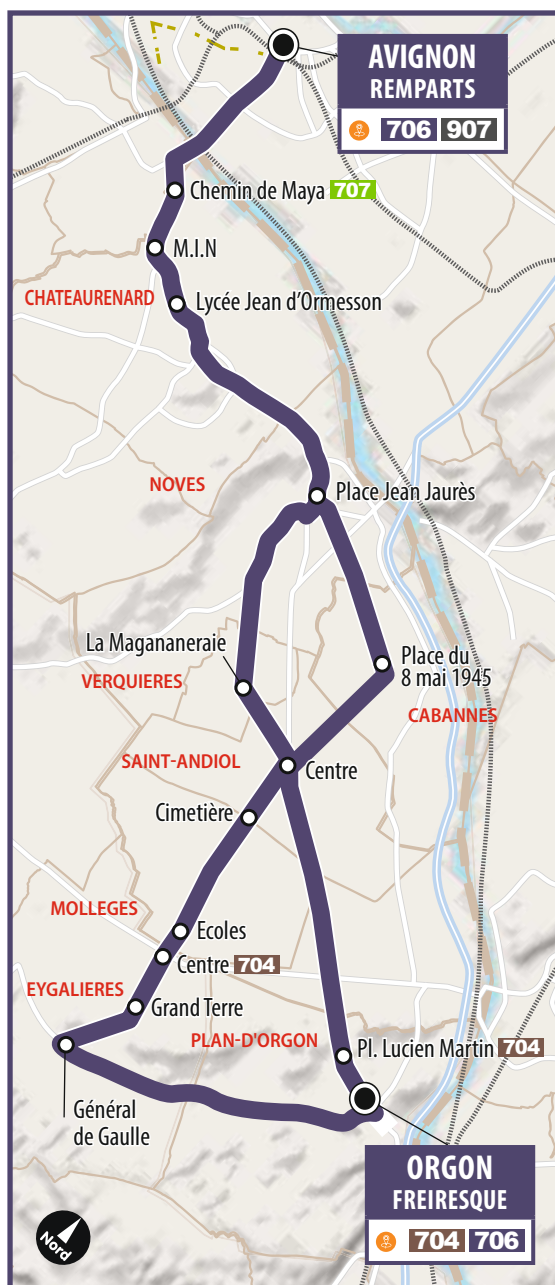 AVIGNON
REMPARTS
706 907
Chemin de Maya 707
M.I.N
CHATEAURENARD
Lycée Jean d'Ormesson
NOVES
Place Jean Jaurès
La Magananeraie
VERQUIERES
Place du
8 mai 1945
CABANNES
SAINT-ANDIOL
Centre
Cimetière
MOLLEGES
Ecoles
Centre 704
EYGALIERES
Grand Terre
PLAN-D'ORGON
Pl. Lucien Martin 704
Général
de Gaulle
ORGON
FREIRESQUE
704 706
Nord